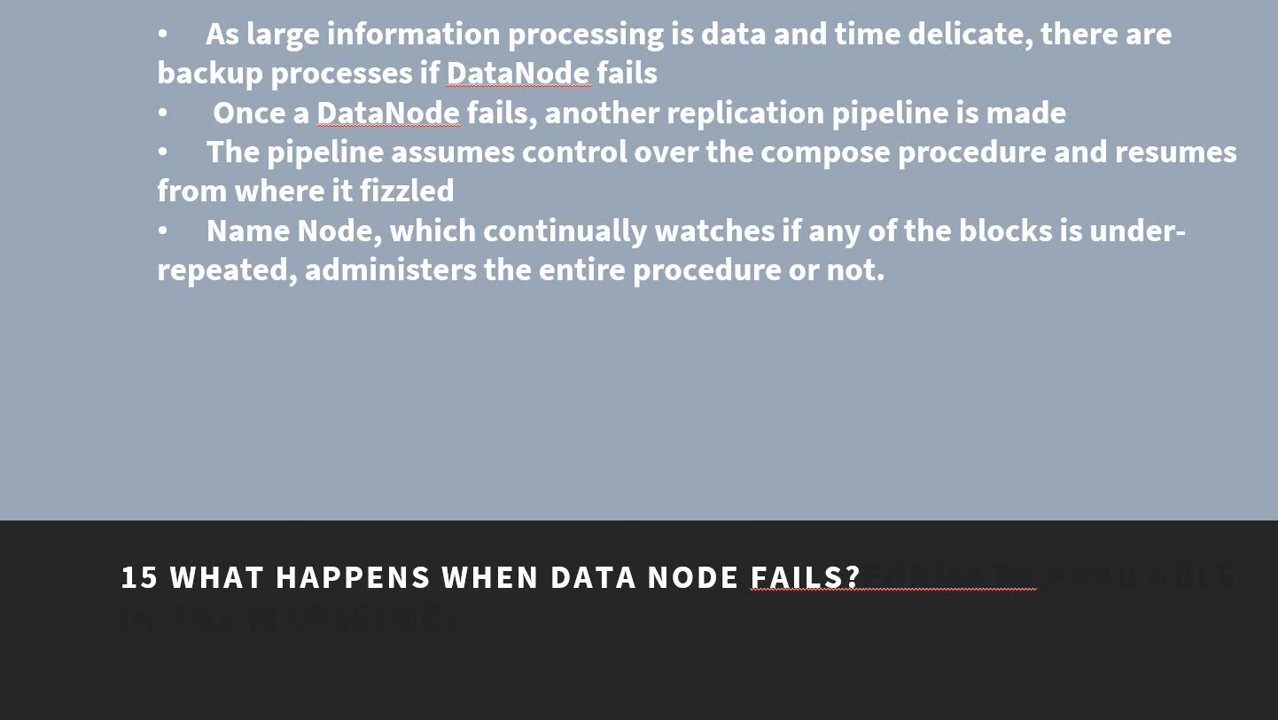 • As large information processing is data and time delicate, there are
backup processes if DataNode fails
• Once a DataNode fails, another replication pipeline is made
• The pipeline assumes control over the compose procedure and resumes
from where it fizzled
• Name Node, which continually watches if any of the blocks is under-
repeated, administers the entire procedure or not.
15 WHAT HAPPENS WHEN DATA NODE FAILS?